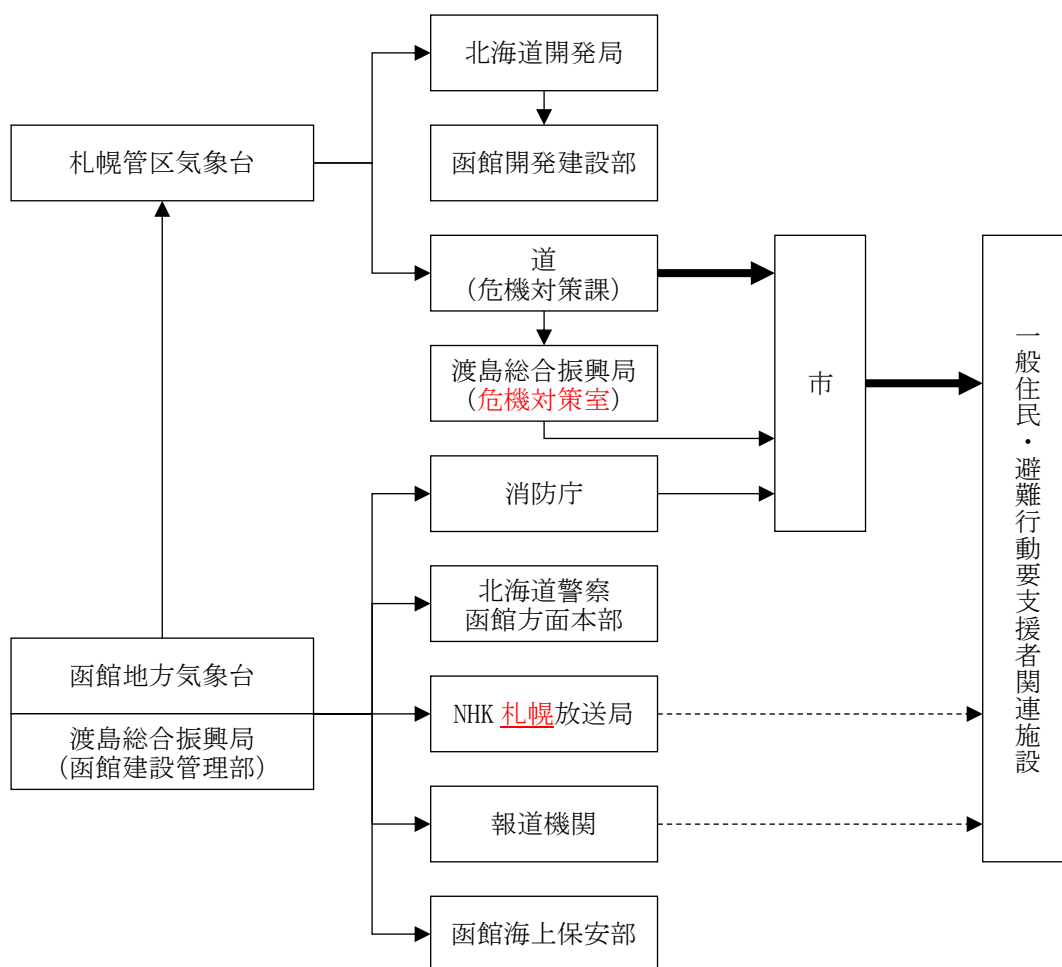 北海道開発局
函館開発建設部
札幌管区気象台
道
（危機対策課）
渡島総合振興局
（危機対策室）
市
一般住民・避難行動要支援者関連施設
消防庁
北海道警察
函館方面本部
函館地方気象台
渡島総合振興局
（函館建設管理部）
NHK 札幌放送局
報道機関
函館海上保安部